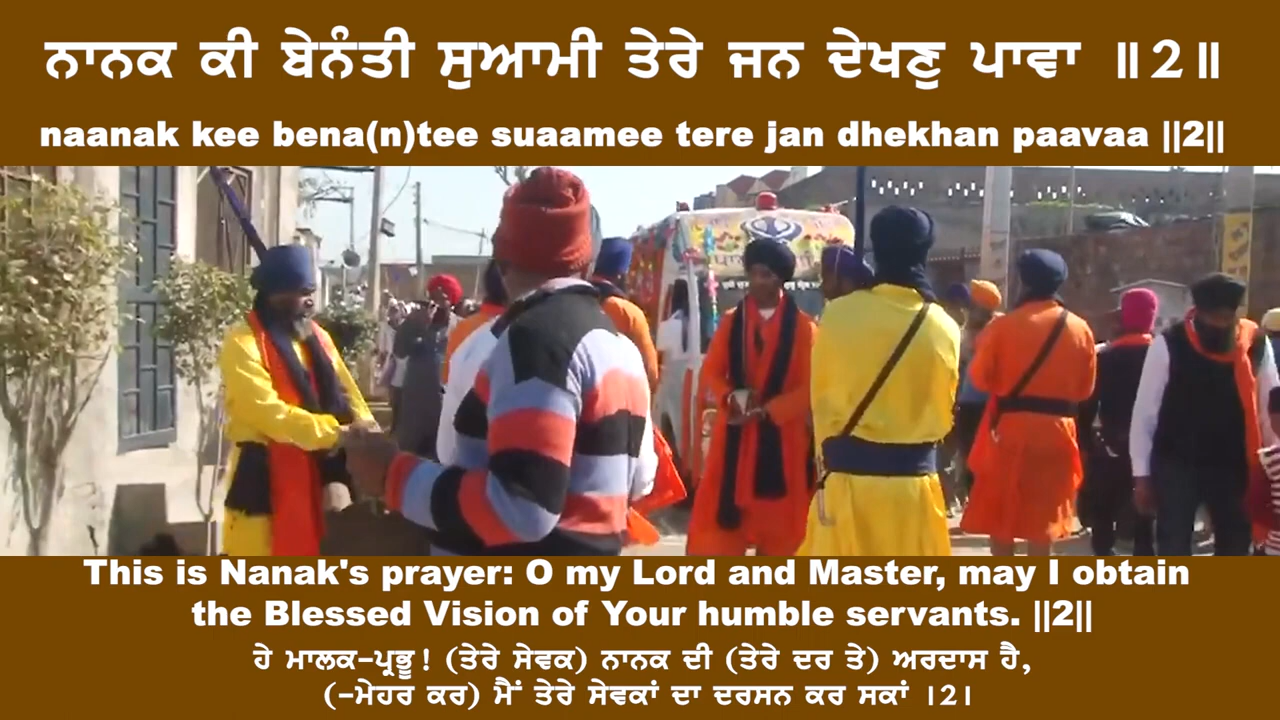 ਨਾਨਕ ਕੀ ਬੇਨੰਤੀ ਸੁਆਮੀ ਤੇਰੇ ਜਨ ਦੇਖਣੁ ਪਾਵਾ ॥2॥
naanak kee bena(n)tee suaamee tere jan dhekhan paavaa ||2||
This is Nanak's prayer: O my Lord and Master, may I obtain
the Blessed Vision of Your humble servants. ||2||
ਹੇ ਮਾਲਕ-ਪ੍ਰਭੂ! (ਤੇਰੇ ਸੇਵਕ) ਨਾਨਕ ਦੀ (ਤੇਰੇ ਦਰ ਤੇ) ਅਰਦਾਸ ਹੈ,
(-ਮੇਹਰ ਕਰ) ਮੈਂ ਤੇਰੇ ਸੇਵਕਾਂ ਦਾ ਦਰਸਨ ਕਰ ਸਕਾਂ ।2।